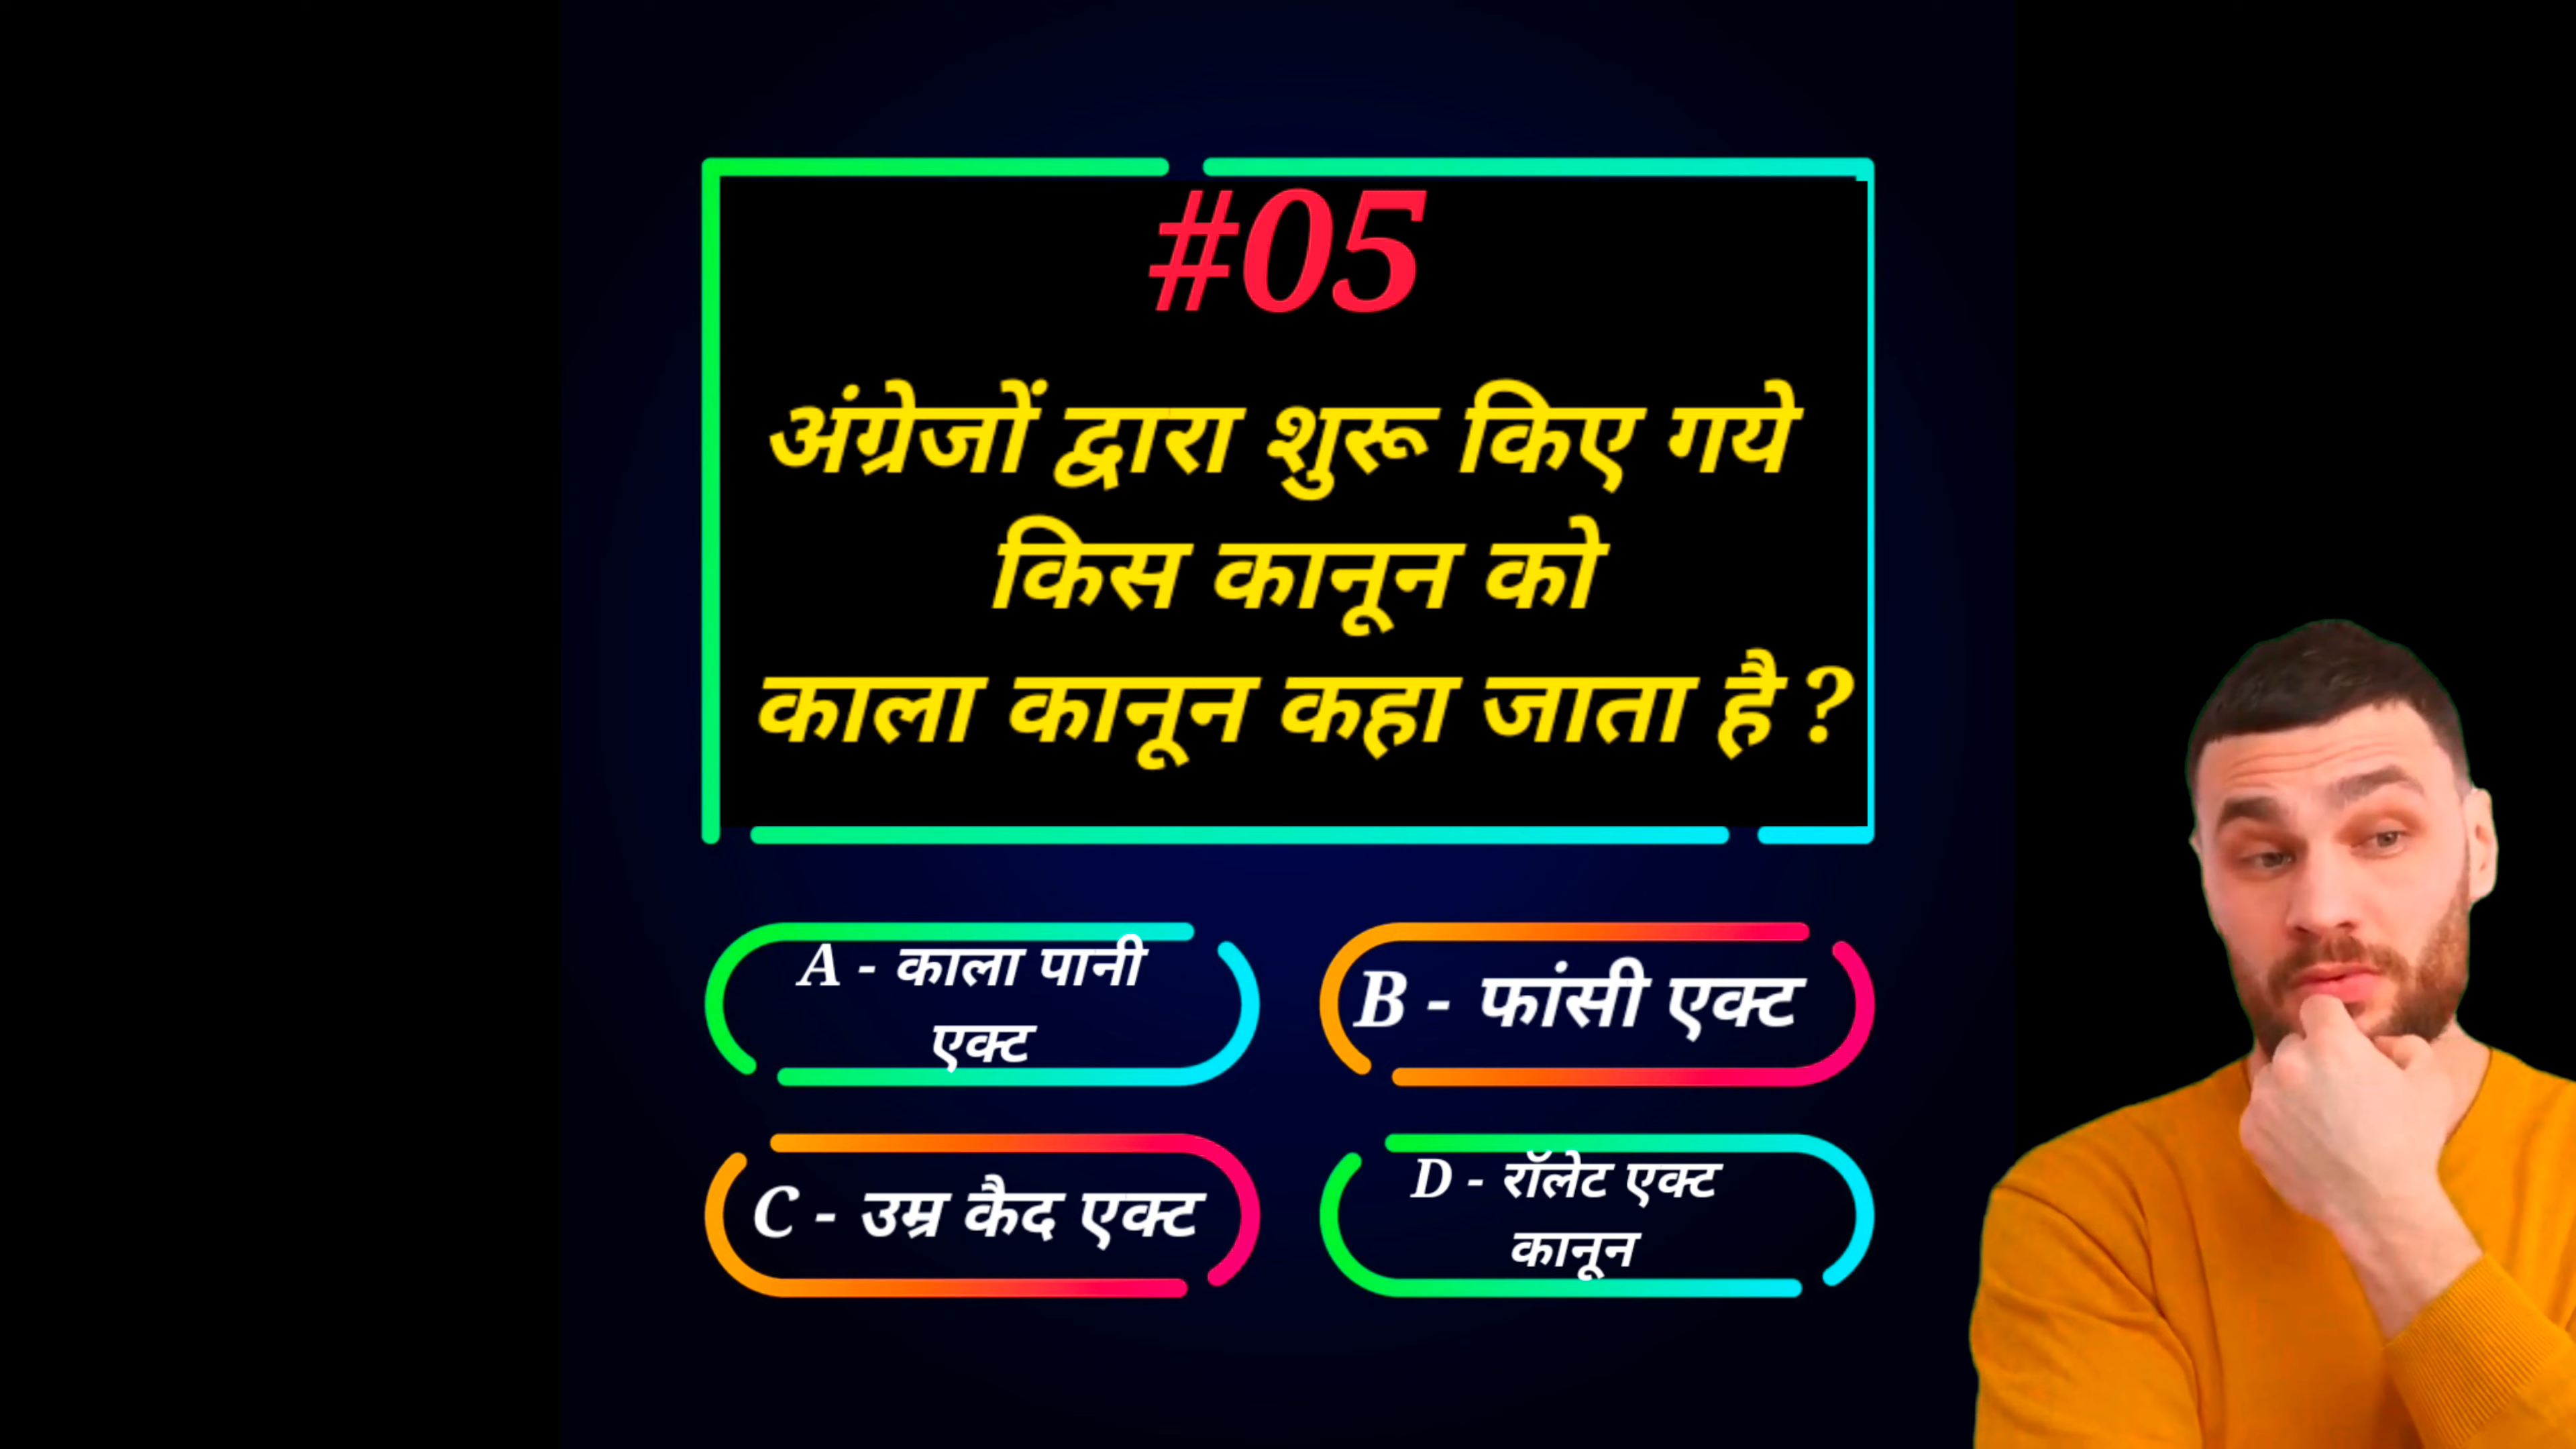 #05
अंग्रेजों द्वारा शुरू किए गये
किस कानून को
काला कानून कहा जाता है ?
A - काला पानी
एक्ट
B - फांसी एक्ट
C - उम्र कैद एक्ट
D - रॉलेट एक्ट
कानून